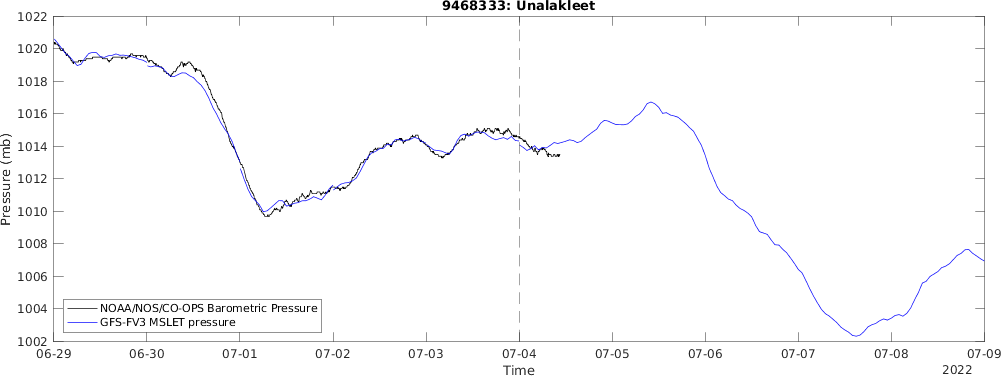 9468333: Unalakleet
Pressure (mb)
1022
1020
1018
1016
1014
1012
1010
1008
1006
1004
1002
NOAA/NOS/CO-OPS Barometric Pressure
GFS-FV3 MSLET pressure
06-29 06-30 07-01 07-02 07-03 07-04 07-05 07-06 07-07 07-08 07-09
Time
2022